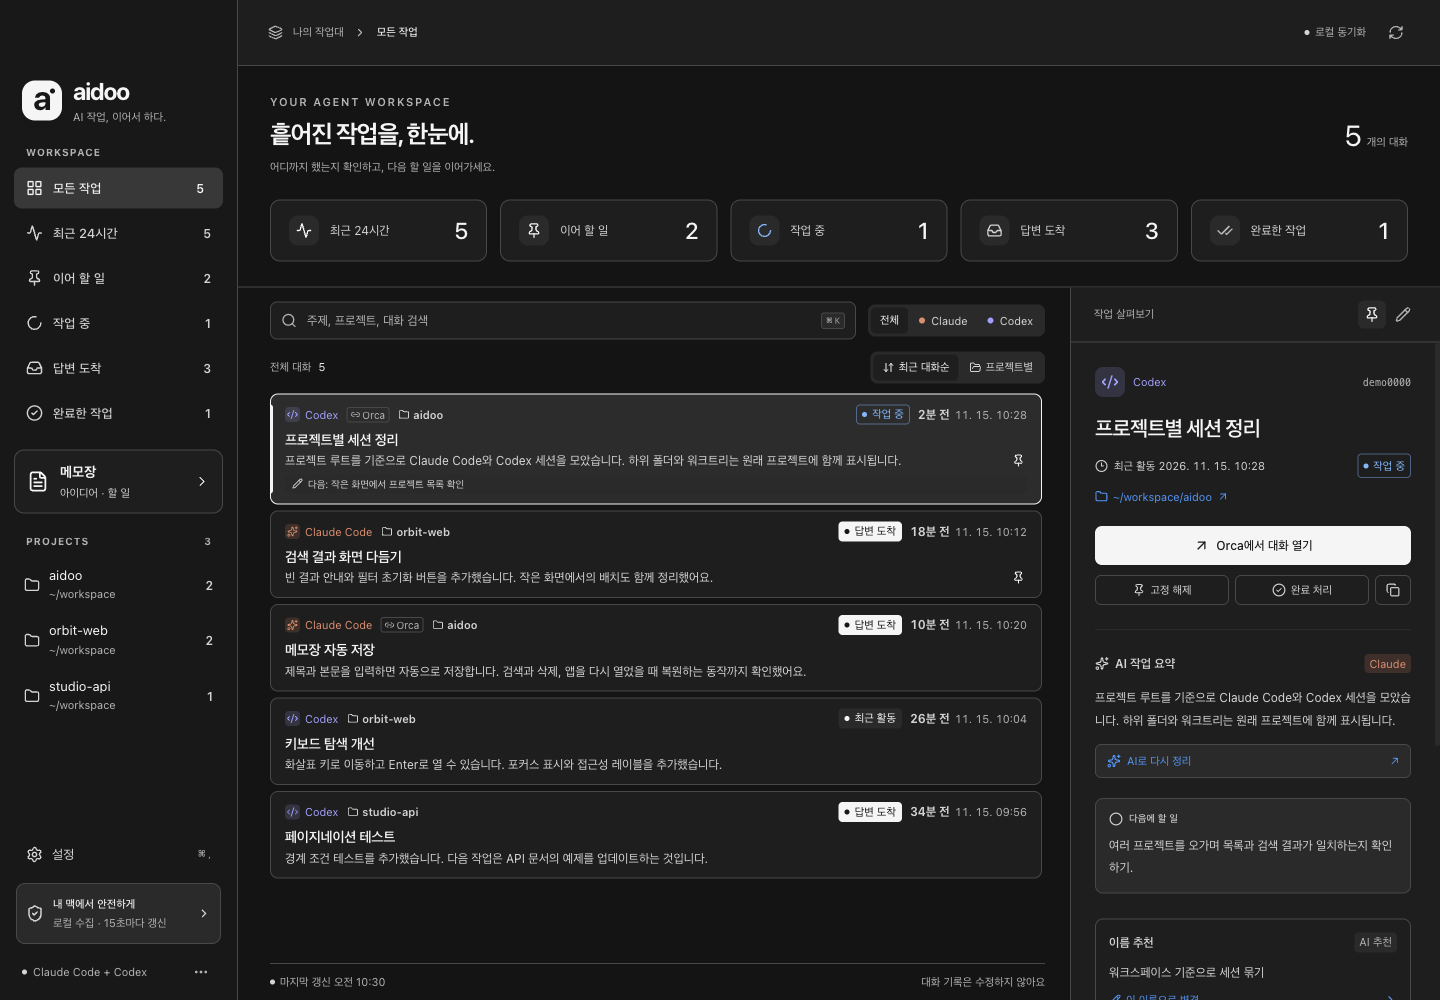 aidoo
AI 작업, 이어서 하다.
WORKSPACE
모든 작업 5
최근 24시간 5
이어 할 일 2
작업 중 1
답변 도착 3
완료한 작업 1
메모장
아이디어 · 할 일
PROJECTS 3
aidoo
~/workspace
2
orbit-web
~/workspace
2
studio-api
~/workspace
1
설정 ⌘ ,
내 맥에서 안전하게
로컬 수집 · 15초마다 갱신
Claude Code + Codex
나의 작업대 > 모든 작업
로컬 동기화
YOUR AGENT WORKSPACE
흩어진 작업을, 한눈에.
어디까지 했는지 확인하고, 다음 할 일을 이어가세요.
5 개의 대화
최근 24시간 5
이어 할 일 2
작업 중 1
답변 도착 3
완료한 작업 1
주제, 프로젝트, 대화 검색 ⌘ K
전체 Claude Codex
전체 대화 5
최근 대화순 프로젝트별
Codex Orca aidoo 작업 중 2분 전 11. 15. 10:28
프로젝트별 세션 정리
프로젝트 루트를 기준으로 Claude Code와 Codex 세션을 모았습니다. 하위 폴더와 워크트리는 원래 프로젝트에 함께 표시됩니다.
다음: 작은 화면에서 프로젝트 목록 확인
Claude Code orbit-web 답변 도착 18분 전 11. 15. 10:12
검색 결과 화면 다듬기
빈 결과 안내와 필터 초기화 버튼을 추가했습니다. 작은 화면에서의 배치도 함께 정리했어요.
Claude Code Orca aidoo 답변 도착 10분 전 11. 15. 10:20
메모장 자동 저장
제목과 본문을 입력하면 자동으로 저장합니다. 검색과 삭제, 앱을 다시 열었을 때 복원하는 동작까지 확인했어요.
Codex orbit-web 최근 활동 26분 전 11. 15. 10:04
키보드 탐색 개선
화살표 키로 이동하고 Enter로 열 수 있습니다. 포커스 표시와 접근성 레이블을 추가했습니다.
Codex studio-api 답변 도착 34분 전 11. 15. 09:56
페이지네이션 테스트
경계 조건 테스트를 추가했습니다. 다음 작업은 API 문서의 예제를 업데이트하는 것입니다.
마지막 갱신 오전 10:30
대화 기록은 수정하지 않아요
작업 살펴보기
Codex demo0000
프로젝트별 세션 정리
최근 활동 2026. 11. 15. 10:28 작업 중
~/workspace/aidoo
Orca에서 대화 열기
고정 해제 완료 처리
AI 작업 요약 Claude
프로젝트 루트를 기준으로 Claude Code와 Codex 세션을 모았습
니다. 하위 폴더와 워크트리는 원래 프로젝트에 함께 표시됩니다.
AI로 다시 정리
다음에 할 일
여러 프로젝트를 오가며 목록과 검색 결과가 일치하는지 확인
하기.
이름 추천 AI 추천
워크스페이스 기준으로 세션 묶기
이 이름으로 변경